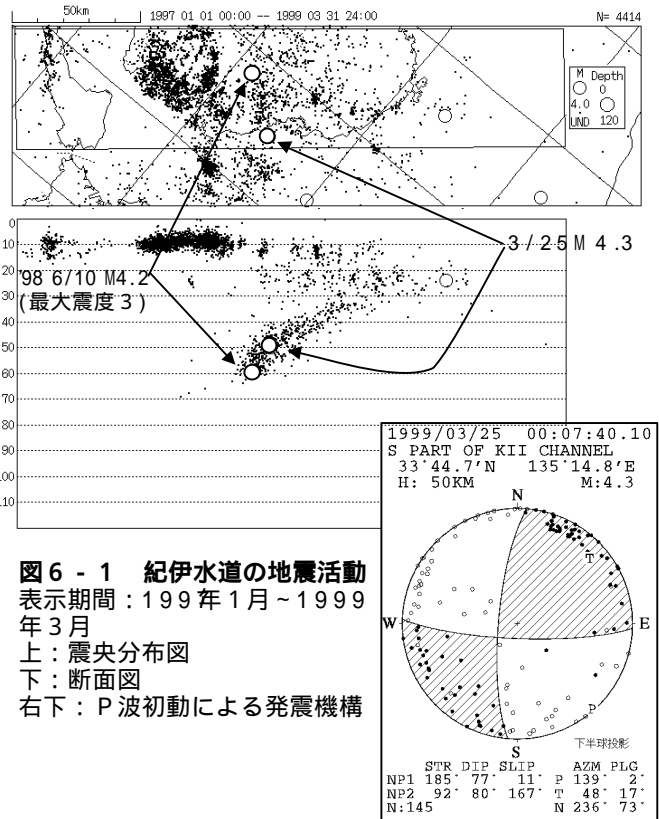 50km 1997 01 01 00:00 -- 1999 03 31 24:00 N= 4414
M Depth
0
4.0
UND 120
0
10
20
30
40
50
60
70
80
90
100
110
3/25 M 4.3
'98 6/10 M4.2
(最大震度3)
1999/03/25 00:07:40.10
S PART OF KII CHANNEL
33°44.7'N 135°14.8'E
H: 50KM M:4.3
N
T
W
E
P
S
下半球投影
STR DIP SLIP AZM PLG
NP1 185° 77° 11° P 139° 2°
NP2 92° 80° 167° T 48° 17°
N:145 N 236° 73°
図6-1 紀伊水道の地震活動
表示期間:1997年1月~1999
年3月
上:震央分布図
下:断面図
右下:P波初動による発震機構